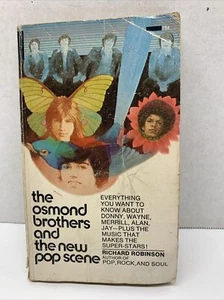 the
osmond
brothers
and
the new
pop scene
EVERYTHING
YOU WANT TO
KNOW ABOUT
DONNY, WAYNE,
MERRILL, ALAN,
JAY—PLUS THE
MUSIC THAT
MAKES THE
SUPER-STARS!
RICHARD ROBINSON
AUTHOR OF
POP, ROCK, AND SOUL